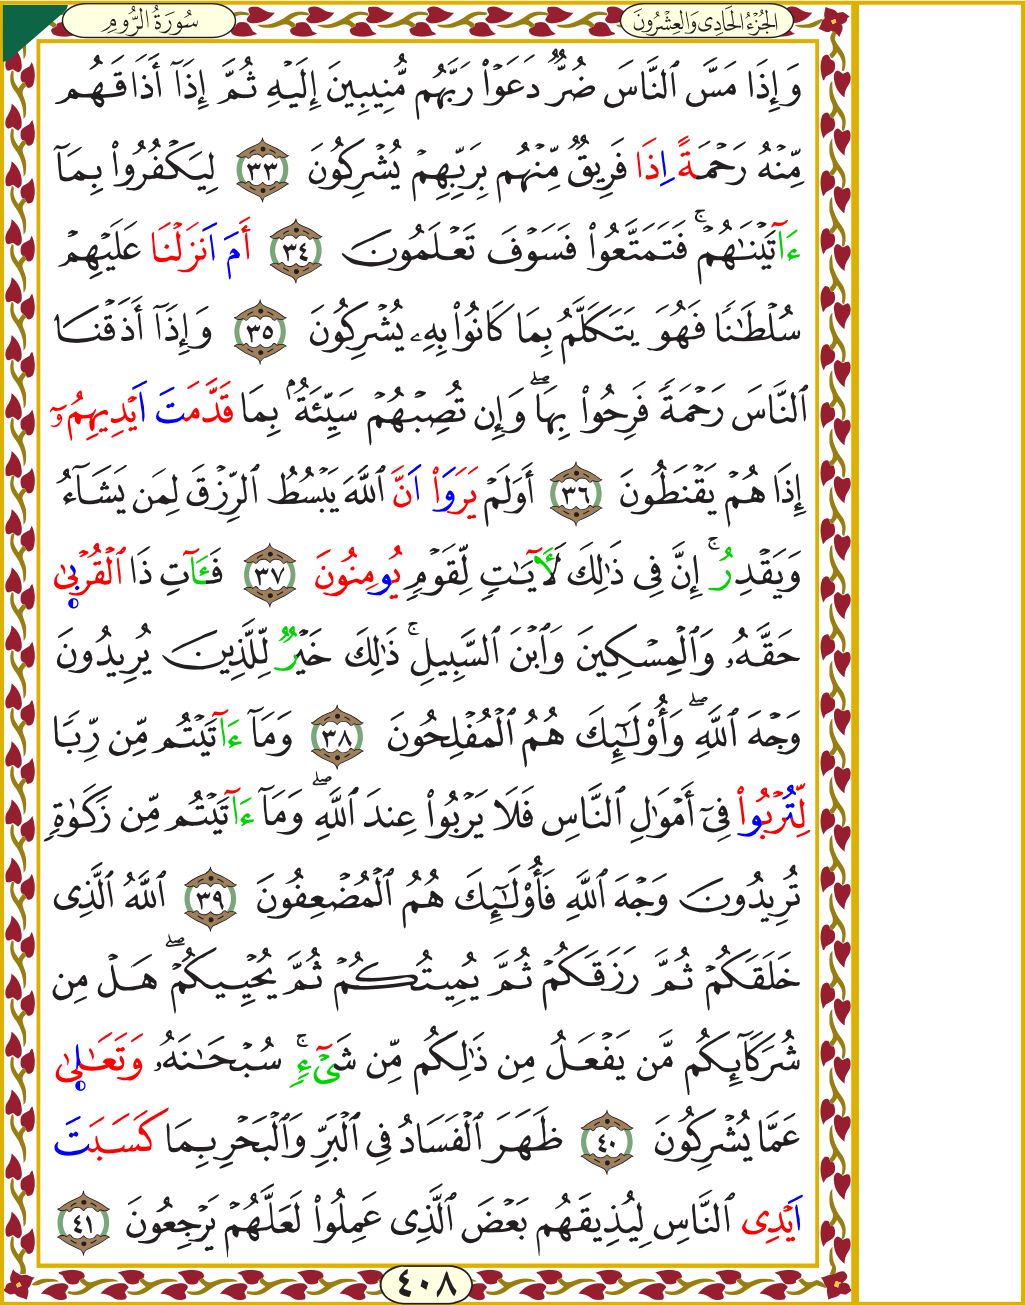 سُورَةُ الرُّومِ
الجُزْءُ الحَادِي وَالعِشْرُونَ
وَإِذَا مَسَّ ٱلنَّاسَ ضُرٌّ دَعَوۡاْ رَبَّهُم مُّنِيبِينَ إِلَيۡهِ ثُمَّ إِذَآ أَذَاقَهُم
مِّنۡهُ رَحۡمَةً اِذَا فَرِيقٌ مِّنۡهُم بِرَبِّهِمۡ يُشۡرِكُونَ ٣٣ لِيَكۡفُرُواْ بِمَآ
ءَاتَيۡنَٰهُمۡۚ فَتَمَتَّعُواْ فَسَوۡفَ تَعۡلَمُونَ ٣٤ أَمَ اَنزَلۡنَا عَلَيۡهِمۡ
سُلۡطَٰنٗا فَهُوَ يَتَكَلَّمُ بِمَا كَانُواْ بِهِۦ يُشۡرِكُونَ ٣٥ وَإِذَآ أَذَقۡنَا
ٱلنَّاسَ رَحۡمَةٗ فَرِحُواْ بِهَاۖ وَإِن تُصِبۡهُمۡ سَيِّئَةُۢ بِمَا قَدَّمَتَ اَيۡدِيهِمُۥٓ
إِذَا هُمۡ يَقۡنَطُونَ ٣٦ أَوَلَمۡ يَرَوَاْ اَنَّ ٱللَّهَ يَبۡسُطُ ٱلرِّزۡقَ لِمَن يَشَآءُ
وَيَقۡدِرُۚ إِنَّ فِي ذَٰلِكَ لَأٓيَٰتٖ لِّقَوۡمٖ يُومِنُونَ ٣٧ فَـَٔاتِ ذَا ٱلۡقُرۡبۭىٰ
حَقَّهُۥ وَٱلۡمِسۡكِينَ وَٱبۡنَ ٱلسَّبِيلِۚ ذَٰلِكَ خَيۡرٞ لِّلَّذِينَ يُرِيدُونَ
وَجۡهَ ٱللَّهِۖ وَأُوْلَٰٓئِكَ هُمُ ٱلۡمُفۡلِحُونَ ٣٨ وَمَآ ءَاتَيۡتُم مِّن رِّبٗا
لِّتُرۡبُواْ فِيٓ أَمۡوَٰلِ ٱلنَّاسِ فَلَا يَرۡبُواْ عِندَ ٱللَّهِۖ وَمَآ ءَاتَيۡتُم مِّن زَكَوٰةٖ
تُرِيدُونَ وَجۡهَ ٱللَّهِ فَأُوْلَٰٓئِكَ هُمُ ٱلۡمُضۡعِفُونَ ٣٩ ٱللَّهُ ٱلَّذِي
خَلَقَكُمۡ ثُمَّ رَزَقَكُمۡ ثُمَّ يُمِيتُكُمۡ ثُمَّ يُحۡيِيكُمۡۖ هَلۡ مِن
شُرَكَآئِكُم مَّن يَفۡعَلُ مِن ذَٰلِكُم مِّن شَيۡءٖۚ سُبۡحَٰنَهُۥ وَتَعَٰلۭىٰ
عَمَّا يُشۡرِكُونَ ٤٠ ظَهَرَ ٱلۡفَسَادُ فِي ٱلۡبَرِّ وَٱلۡبَحۡرِ بِمَا كَسَبَتَ
اَيۡدِي ٱلنَّاسِ لِيُذِيقَهُم بَعۡضَ ٱلَّذِي عَمِلُواْ لَعَلَّهُمۡ يَرۡجِعُونَ ٤١
٤٠٨